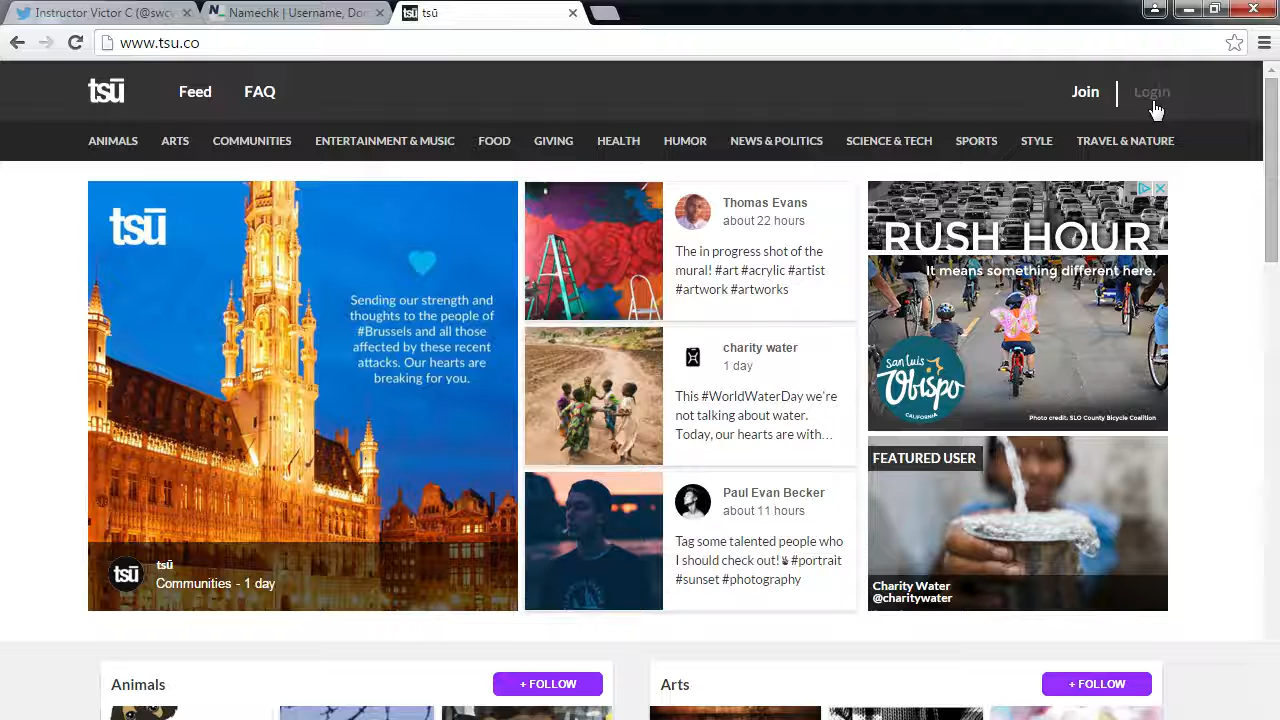 Instructor Victor C (@swcv
Namechk | Username, Dom
tsū
www.tsu.co
tsū
Feed
FAQ
Join
Login
ANIMALS
ARTS
COMMUNITIES
ENTERTAINMENT & MUSIC
FOOD
GIVING
HEALTH
HUMOR
NEWS & POLITICS
SCIENCE & TECH
SPORTS
STYLE
TRAVEL & NATURE
tsū
Sending our strength and
thoughts to the people of
#Brussels and all those
affected by these recent
attacks. Our hearts are
breaking for you.
tsū
tsū
Communities - 1 day
Thomas Evans
about 22 hours
The in progress shot of the
mural! #art #acrylic #artist
#artwork #artworks
charity water
1 day
This #WorldWaterDay we're
not talking about water.
Today, our hearts are with…
Paul Evan Becker
about 11 hours
Tag some talented people who
I should check out! #portrait
#sunset #photography
RUSH HOUR
It means something different here.
san luis
Obispo
CALIFORNIA
Photo credit: SLO County Bicycle Coalition
FEATURED USER
Charity Water
@charitywater
Animals
+ FOLLOW
Arts
+ FOLLOW